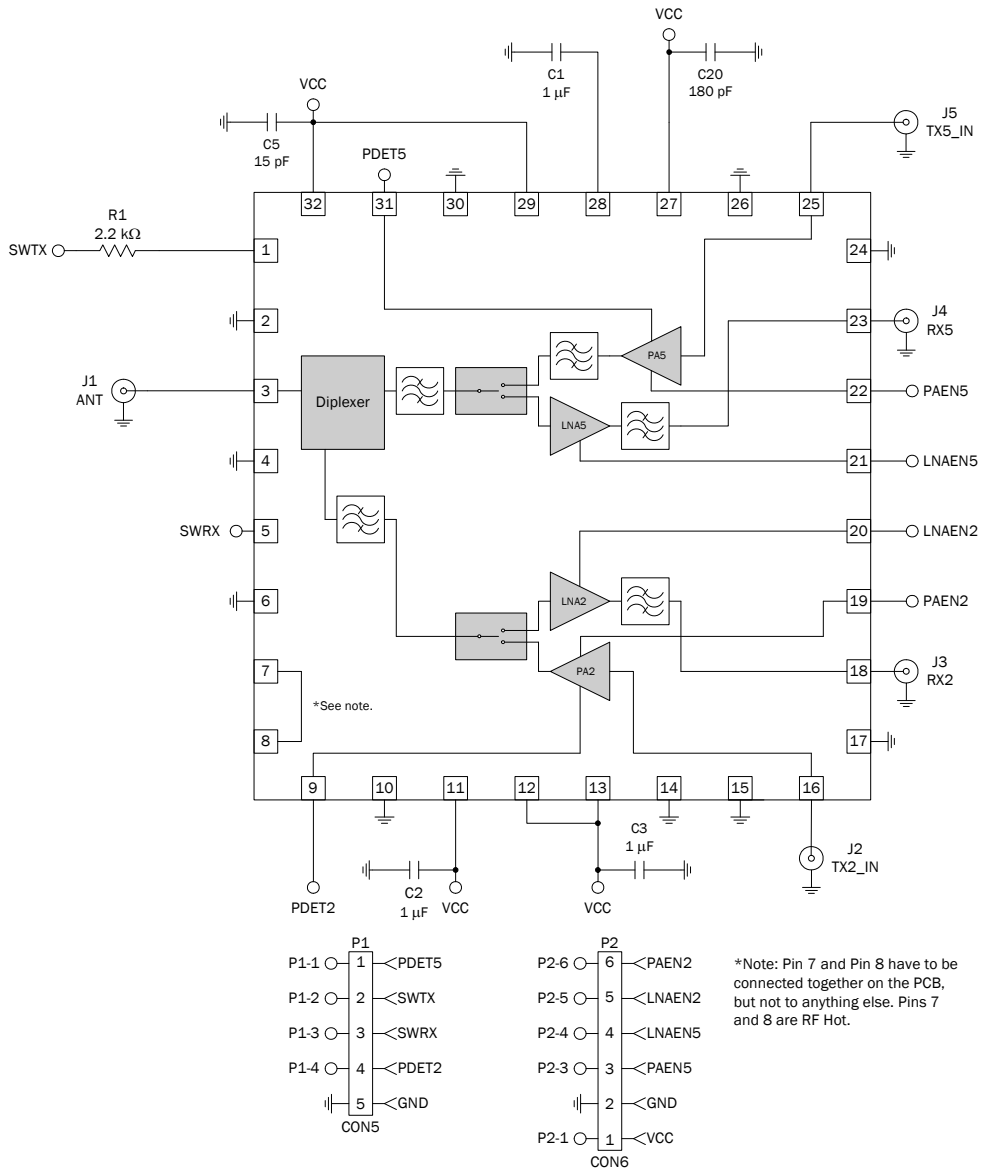 VCC
C1
1 µF
C20
180 pF
VCC
C5
15 pF
PDET5
J5
TX5_IN
32
31
30
29
28
27
26
25
R1
2.2 kΩ
SWTX
1
24
2
23
J4
RX5
PA5
J1
ANT
3
Diplexer
22
PAEN5
LNA5
4
21
LNAEN5
SWRX
5
20
LNAEN2
6
LNA2
19
PAEN2
7
PA2
18
J3
RX2
*See note.
8
17
9
10
11
12
13
14
15
16
C3
1 µF
J2
TX2_IN
C2
1 µF
PDET2
VCC
VCC
P1
P1-1 1 PDET5
P1-2 2 SWTX
P1-3 3 SWRX
P1-4 4 PDET2
5 GND
CON5
P2
P2-6 6 PAEN2
P2-5 5 LNAEN2
P2-4 4 LNAEN5
P2-3 3 PAEN5
2 GND
P2-1 1 VCC
CON6
*Note: Pin 7 and Pin 8 have to be
connected together on the PCB,
but not to anything else. Pins 7
and 8 are RF Hot.